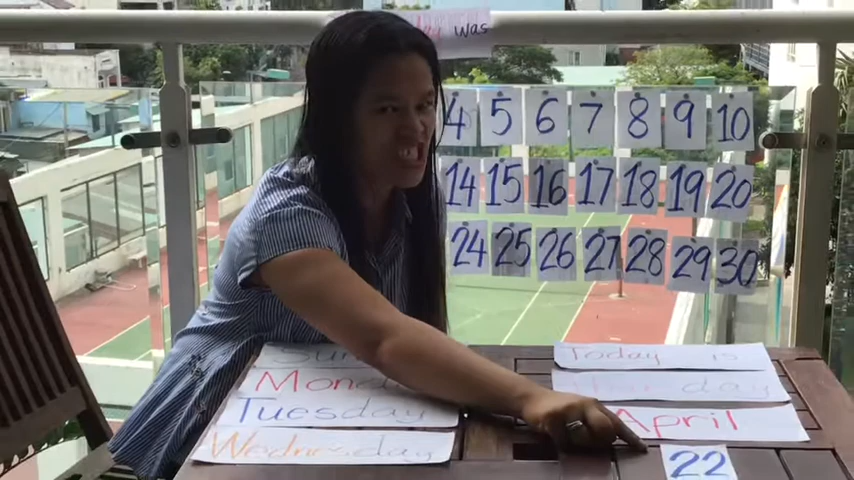 was
4 5 6 7 8 9 10
14 15 16 17 18 19 20
24 25 26 27 28 29 30
Monday
Tuesday
Wednesday
Today is
day
April
22